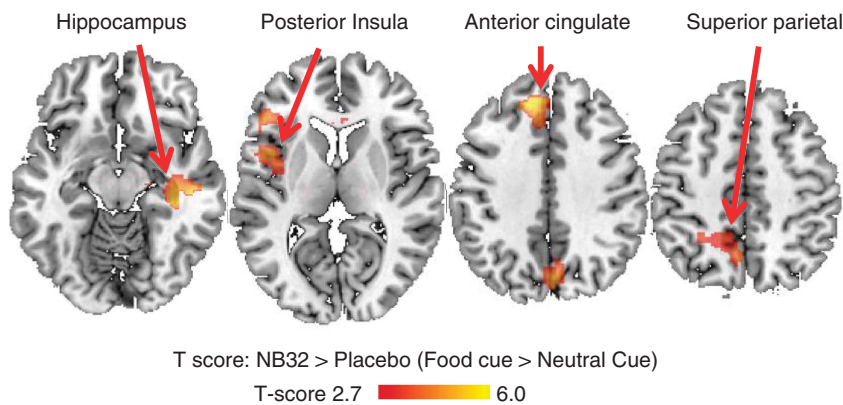 Hippocampus Posterior Insula Anterior cingulate Superior parietal
T score: NB32 > Placebo (Food cue > Neutral Cue)
T-score 2.7 6.0